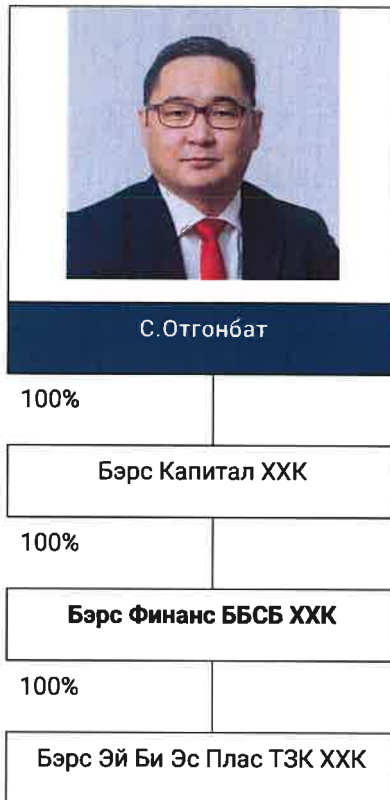 С.Отгонбат
100%
Бэрс Капитал ХХК
100%
Бэрс Финанс ББСБ ХХК
100%
Бэрс Эй Би Эс Плас ТЗК ХХК